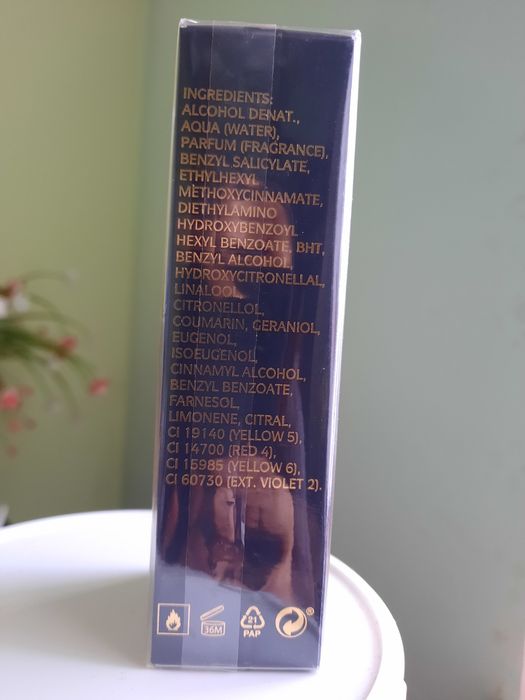 INGREDIENTS:
ALCOHOL DENAT.,
AQUA (WATER),
PARFUM (FRAGRANCE),
BENZYL SALICYLATE,
ETHYLHEXYL
METHOXYCINNAMATE,
DIETHYLAMINO
HYDROXYBENZOYL
HEXYL BENZOATE, BHT,
BENZYL ALCOHOL,
HYDROXYCITRONELLAL,
LINALOOL,
CITRONELLOL,
COUMARIN, GERANIOL,
EUGENOL,
ISOEUGENOL,
CINNAMYL ALCOHOL,
BENZYL BENZOATE,
FARNESOL,
LIMONENE, CITRAL,
CI 19140 (YELLOW 5),
CI 14700 (RED 4),
CI 15985 (YELLOW 6),
CI 60730 (EXT. VIOLET 2).
36M
21
PAP
®